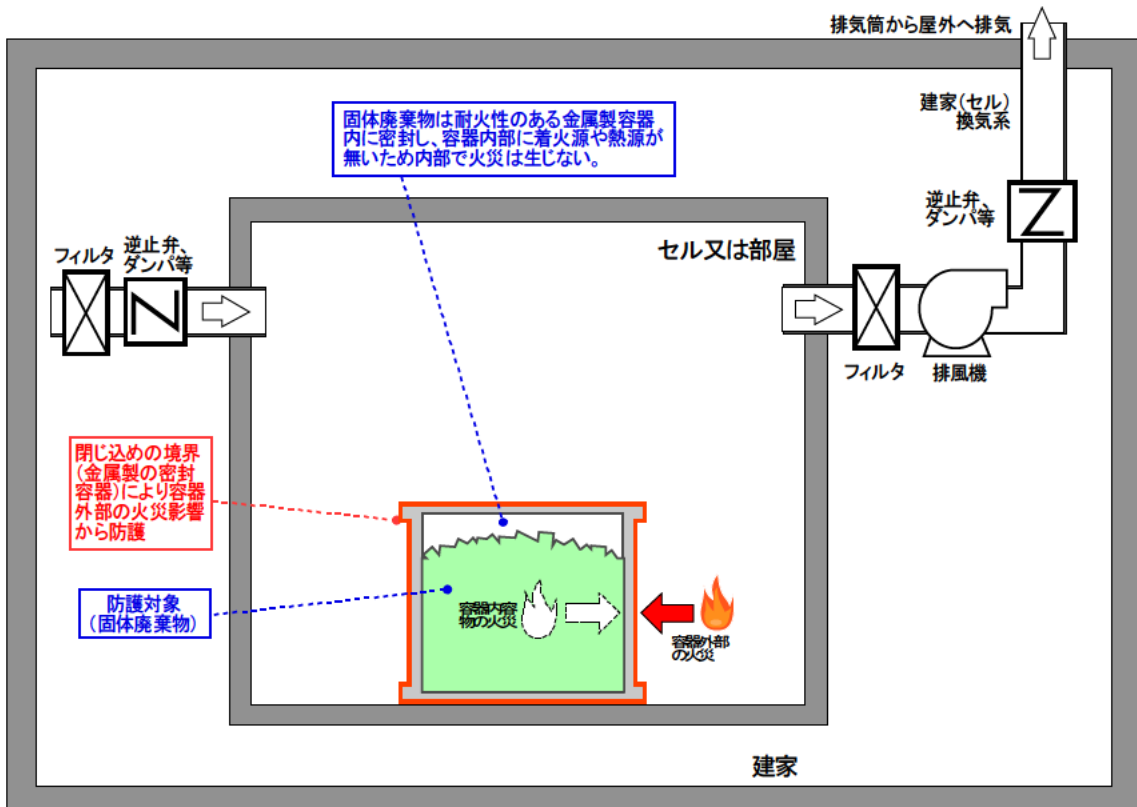 排気筒から屋外へ排気
建家(セル)
換気系
固体廃棄物は耐火性のある金属製容器
内に密封し、容器内部に着火源や熱源が
無いため内部で火災は生じない。
逆止弁、
ダンパ等
フィルタ
逆止弁、
ダンパ等
セル又は部屋
フィルタ
排風機
閉じ込めの境界
(金属製の密封
容器)により容器
外部の火災影響
から防護
防護対象
(固体廃棄物)
容器内容
物の火災
容器外部
の火災
建家